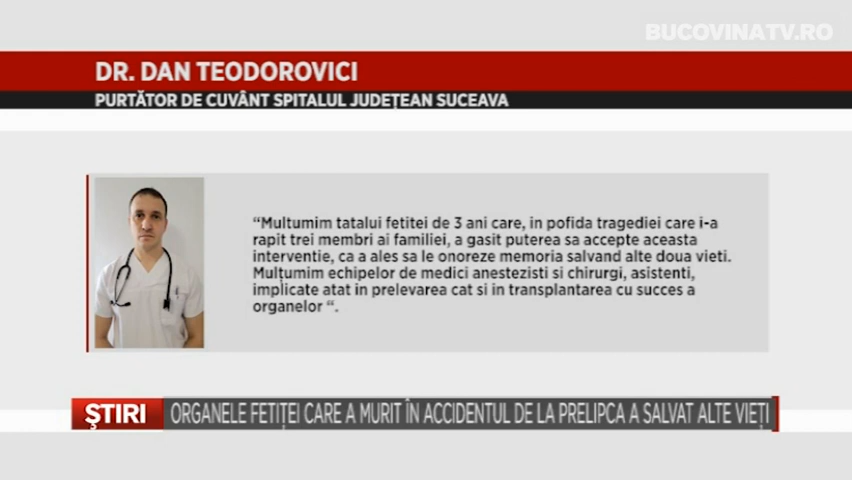 BUCOVINATV.RO
DR. DAN TEODOROVICI
PURTĂTOR DE CUVÂNT SPITALUL JUDEȚEAN SUCEAVA
“Multumim tatalui fetitei de 3 ani care, in pofida tragediei care i-a
rapit trei membri ai familiei, a gasit puterea sa accepte aceasta
interventie, ca a ales sa le onoreze memoria salvand alte doua vieti.
Mulțumim echipelor de medici anestezisti si chirurgi, asistenti,
implicate atat in prelevarea cat si in transplantarea cu succes a
organelor “.
ŞTIRI
ORGANELE FETIȚEI CARE A MURIT ÎN ACCIDENTUL DE LA PRELIPCA A SALVAT ALTE VIEȚI